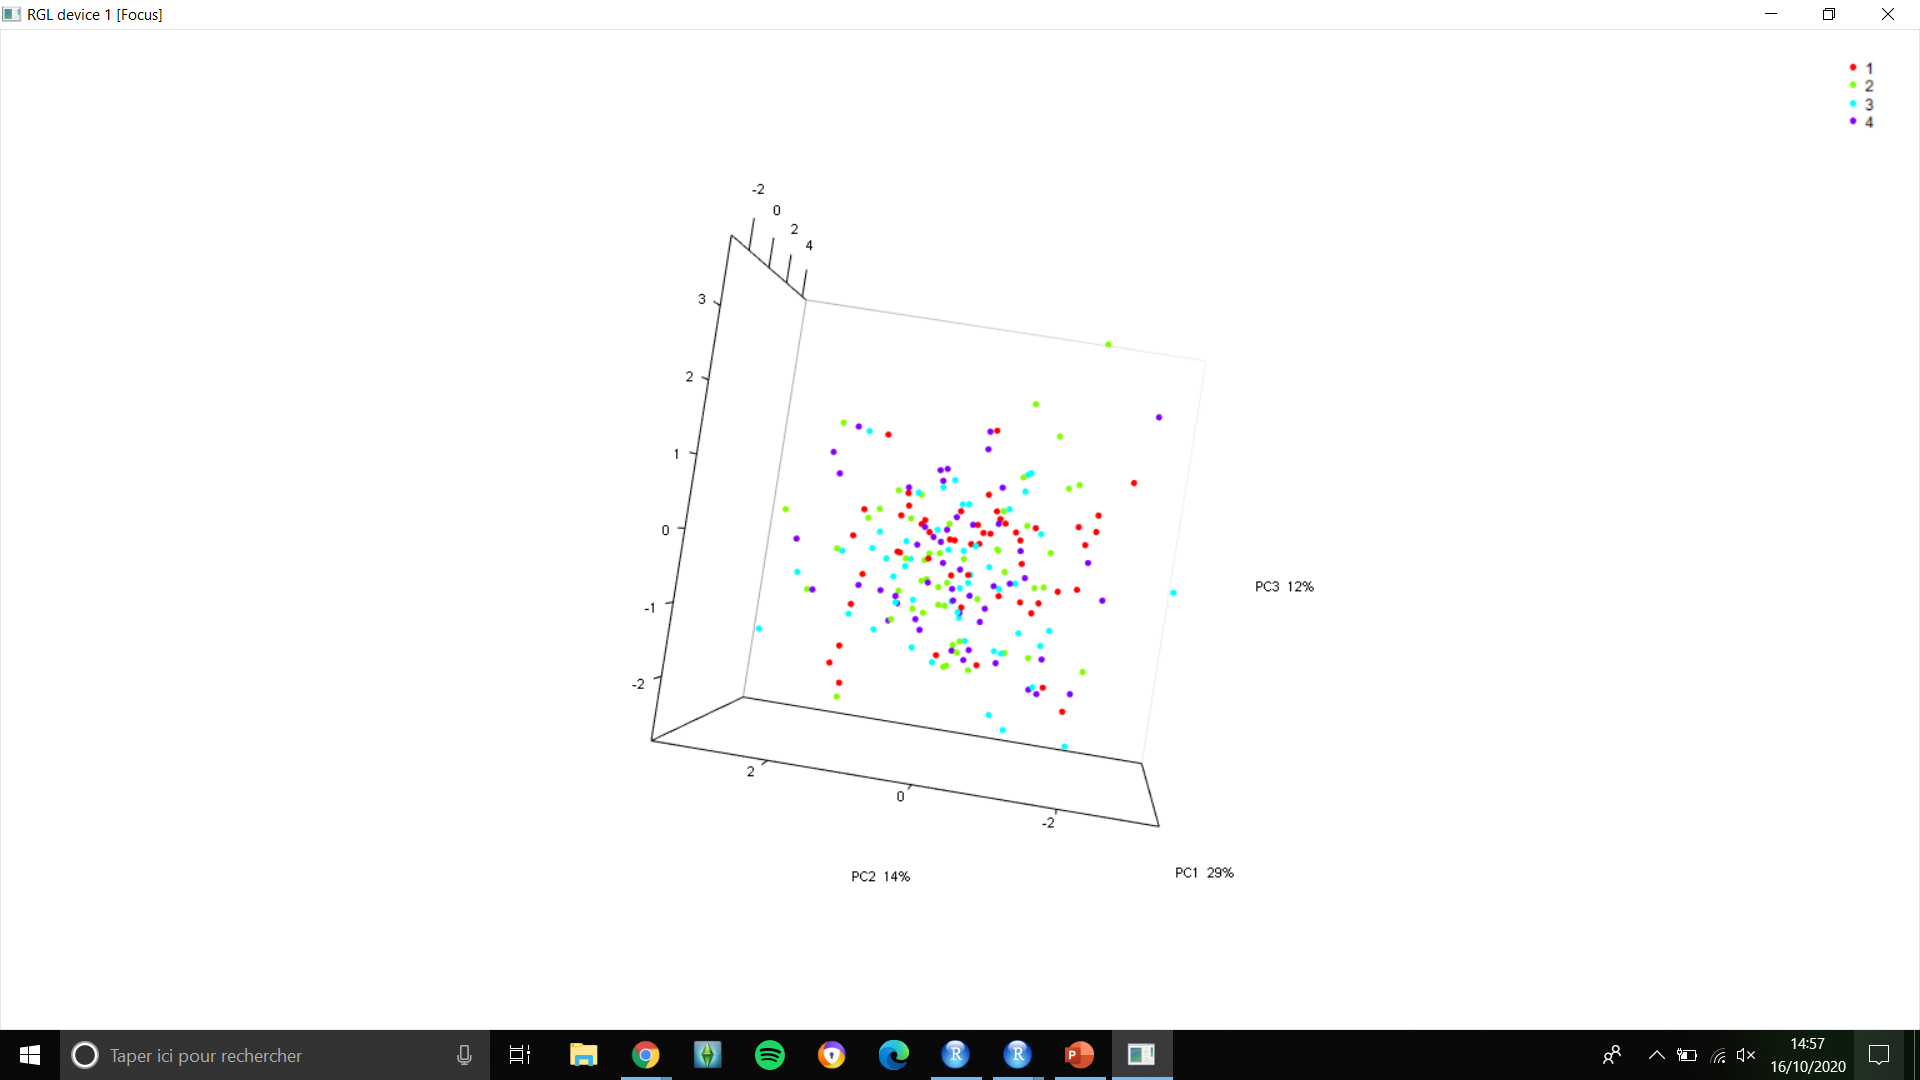 RGL device 1 [Focus]
1
2
3
4
-2
0
2
4
3
2
1
0
-1
-2
2
0
-2
PC3 12%
PC2 14%
PC1 29%
Taper ici pour rechercher
R
R
P
14:57
16/10/2020